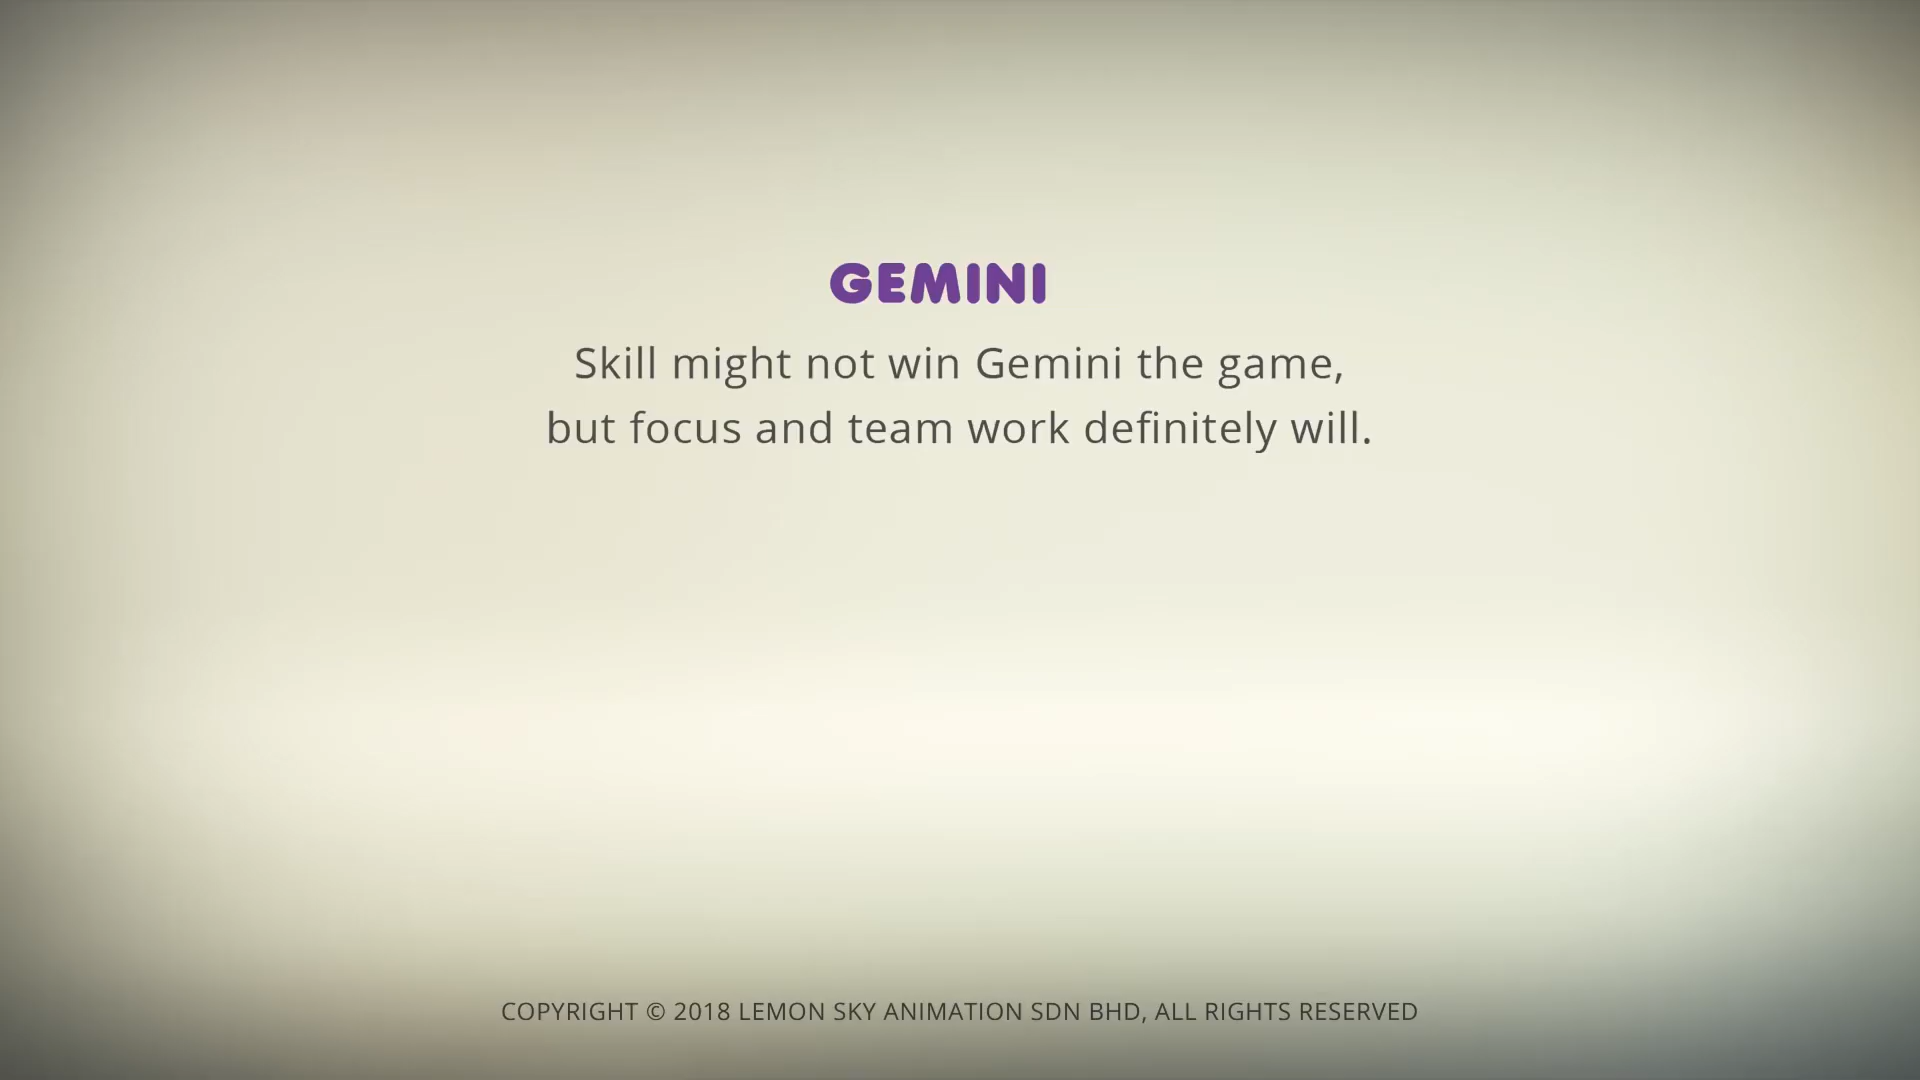 GEMINI
Skill might not win Gemini the game,
but focus and team work definitely will.
COPYRIGHT © 2018 LEMON SKY ANIMATION SDN BHD, ALL RIGHTS RESERVED